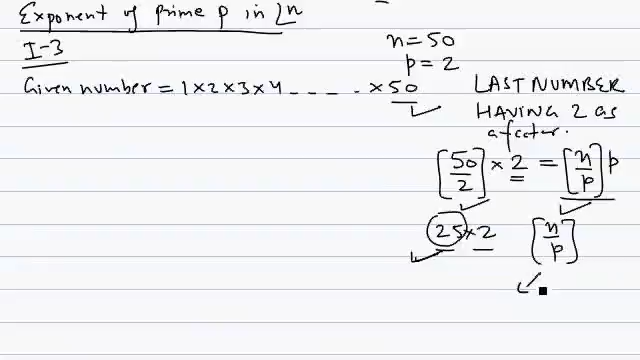 Exponent of prime p in ⌊n
I-3
n=50
p=2
Given number = 1×2×3×4 - - - - - ×50
LAST NUMBER
HAVING 2 as
a factor.
[50/2] × 2 = [n/p] p
25×2 [n/p]